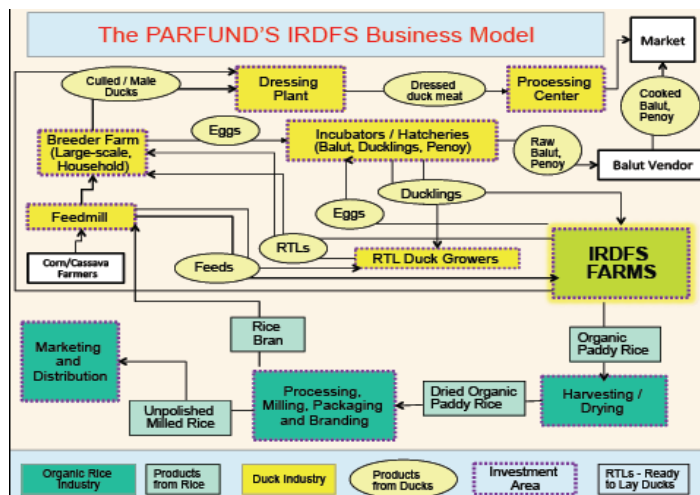 The PARFUND'S IRDFS Business Model
Market
Culled / Male
Ducks
Dressing
Plant
Dressed
duck meat
Processing
Center
Cooked
Balut,
Penoy
Breeder Farm
(Large-scale,
Household)
Eggs
Incubators / Hatcheries
(Balut, Ducklings, Penoy)
Raw
Balut,
Penoy
Balut Vendor
Ducklings
Eggs
Feedmill
RTLs
Corn/Cassava
Farmers
Feeds
RTL Duck Growers
IRDFS
FARMS
Rice
Bran
Organic
Paddy Rice
Marketing
and
Distribution
Unpolished
Milled Rice
Processing,
Milling, Packaging
and Branding
Dried Organic
Paddy Rice
Harvesting /
Drying
Organic Rice
Industry
Products
from Rice
Duck Industry
Products
from Ducks
Investment
Area
RTLs - Ready
to Lay Ducks